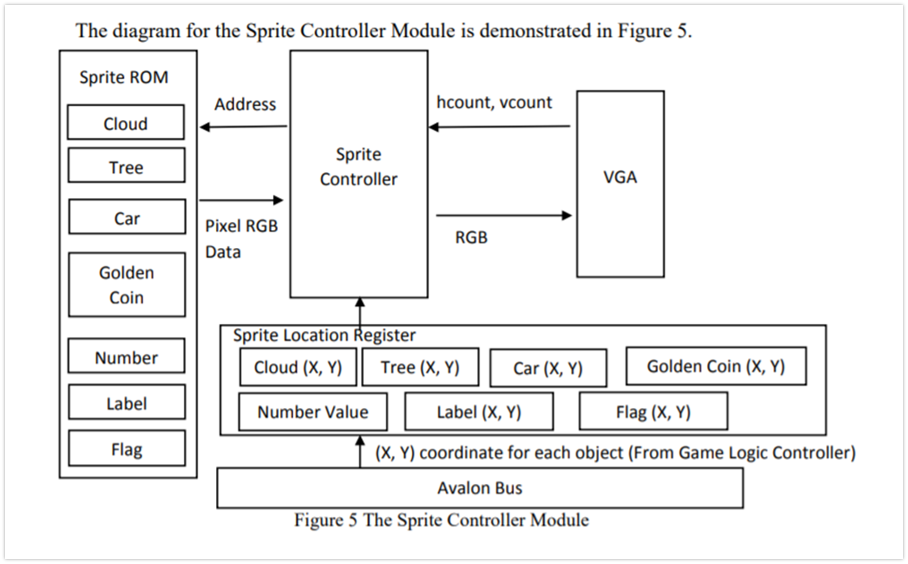 The diagram for the Sprite Controller Module is demonstrated in Figure 5.
Sprite ROM
Cloud
Tree
Car
Golden
Coin
Number
Label
Flag
Address
Pixel RGB
Data
Sprite
Controller
hcount, vcount
RGB
VGA
Sprite Location Register
Cloud (X, Y)
Tree (X, Y)
Car (X, Y)
Golden Coin (X, Y)
Number Value
Label (X, Y)
Flag (X, Y)
(X, Y) coordinate for each object (From Game Logic Controller)
Avalon Bus
Figure 5 The Sprite Controller Module